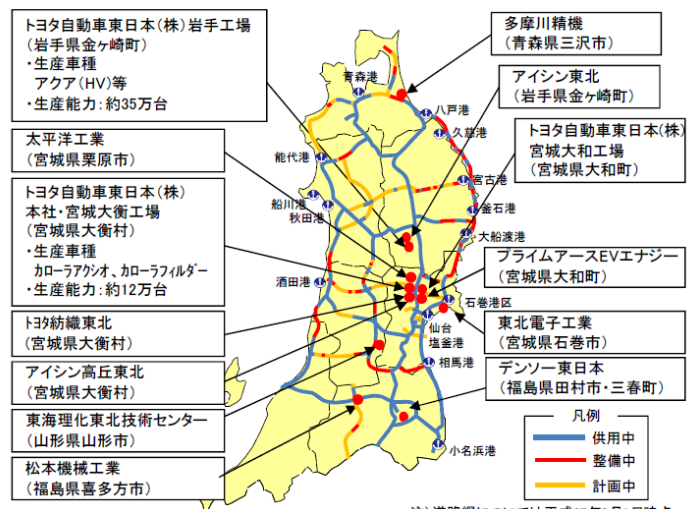 トヨタ自動車東日本(株)岩手工場
(岩手県金ヶ崎町)
・生産車種
アクア(HV)等
・生産能力:約35万台
太平洋工業
(宮城県栗原市)
トヨタ自動車東日本(株)
本社・宮城大衡工場
(宮城県大衡村)
・生産車種
カローラアクシオ、カローラフィルダー
・生産能力:約12万台
トヨタ紡織東北
(宮城県大衡村)
アイシン高丘東北
(宮城県大衡村)
東海理化東北技術センター
(山形県山形市)
松本機械工業
(福島県喜多方市)
多摩川精機
(青森県三沢市)
アイシン東北
(岩手県金ヶ崎町)
トヨタ自動車東日本(株)
宮城大和工場
(宮城県大和町)
プライムアースEVエナジー
(宮城県大和町)
東北電子工業
(宮城県石巻市)
デンソー東日本
(福島県田村市・三春町)
青森港
八戸港
久慈港
能代港
宮古港
船川港
秋田港
釜石港
大船渡港
酒田港
石巻港区
仙台
塩釜港
相馬港
小名浜港
凡例
供用中
整備中
計画中